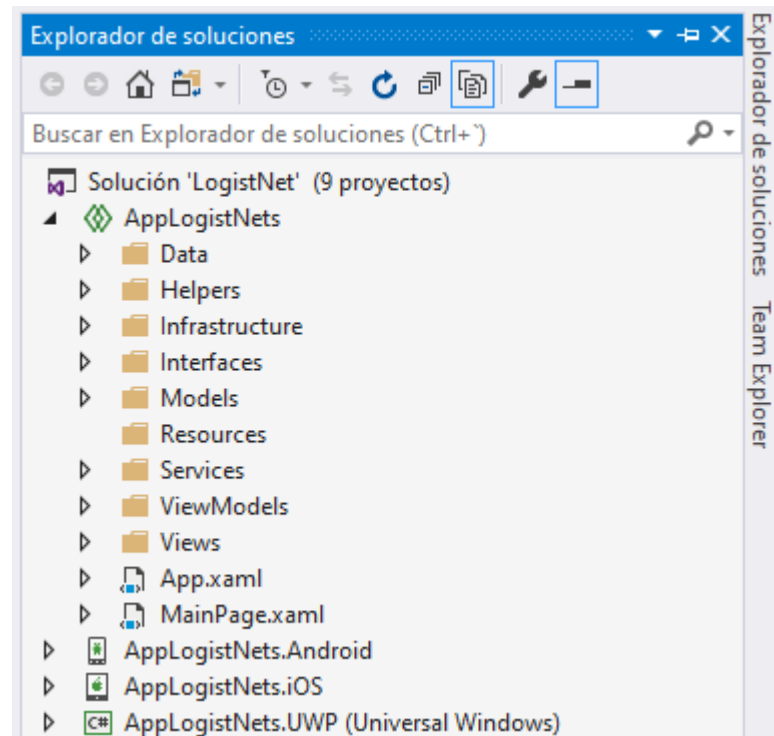 Explorador de soluciones
Buscar en Explorador de soluciones (Ctrl+`)
Solución 'LogistNet' (9 proyectos)
AppLogistNets
Data
Helpers
Infrastructure
Interfaces
Models
Resources
Services
ViewModels
Views
App.xaml
MainPage.xaml
AppLogistNets.Android
AppLogistNets.iOS
C# AppLogistNets.UWP (Universal Windows)
Explorador de soluciones
Team Explorer